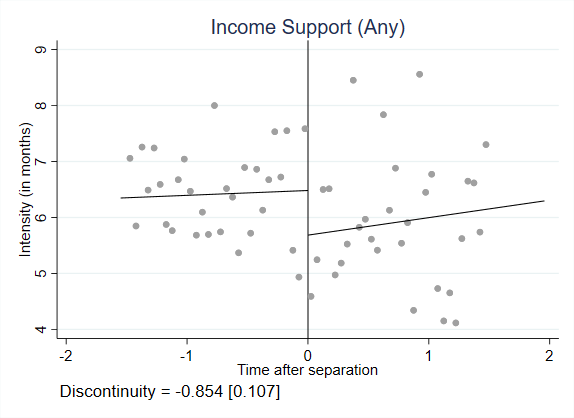 Income Support (Any)
Intensity (in months)
9
8
7
6
5
4
-2 -1 0 1 2
Time after separation
Discontinuity = -0.854 [0.107]